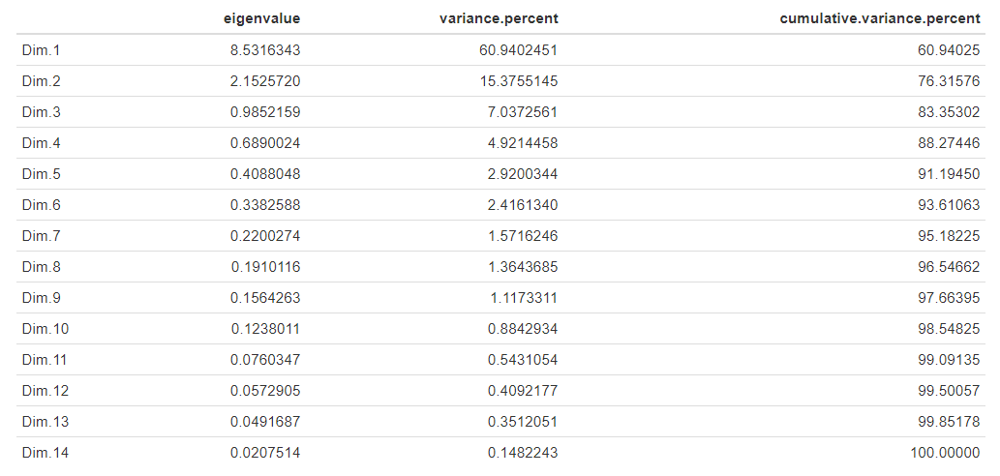 eigenvalue variance.percent cumulative.variance.percent
Dim.1 8.5316343 60.9402451 60.94025
Dim.2 2.1525720 15.3755145 76.31576
Dim.3 0.9852159 7.0372561 83.35302
Dim.4 0.6890024 4.9214458 88.27446
Dim.5 0.4088048 2.9200344 91.19450
Dim.6 0.3382588 2.4161340 93.61063
Dim.7 0.2200274 1.5716246 95.18225
Dim.8 0.1910116 1.3643685 96.54662
Dim.9 0.1564263 1.1173311 97.66395
Dim.10 0.1238011 0.8842934 98.54825
Dim.11 0.0760347 0.5431054 99.09135
Dim.12 0.0572905 0.4092177 99.50057
Dim.13 0.0491687 0.3512051 99.85178
Dim.14 0.0207514 0.1482243 100.00000